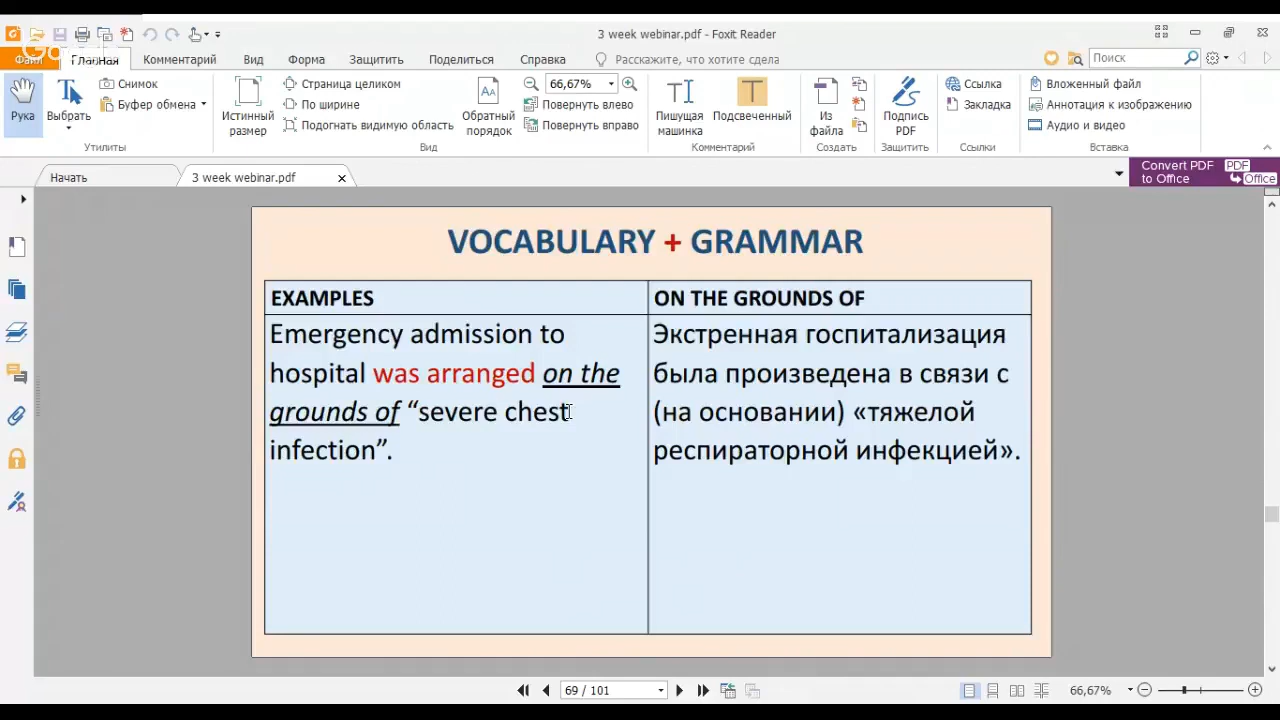 3 week webinar.pdf - Foxit Reader
Файл Главная Комментарий Вид Форма Защитить Поделиться Справка Расскажите, что хотите сделать Поиск
Рука
Выбрать
Снимок
Буфер обмена
Утилиты
Истинный размер
Страница целиком
По ширине
Подогнать видимую область
Обратный порядок
66,67%
Повернуть влево
Повернуть вправо
Вид
Пишущая машинка
Подсвеченный
Комментарий
Из файла
Создать
Подпись PDF
Защитить
Ссылка
Закладка
Ссылки
Вложенный файл
Аннотация к изображению
Аудио и видео
Вставка
Начать
3 week webinar.pdf
Convert PDF
to Office
PDF
Office
VOCABULARY + GRAMMAR
EXAMPLES
Emergency admission to
hospital was arranged on the
grounds of “severe chest
infection”.
ON THE GROUNDS OF
Экстренная госпитализация
была произведена в связи с
(на основании) «тяжелой
респираторной инфекцией».
69 / 101
66,67%